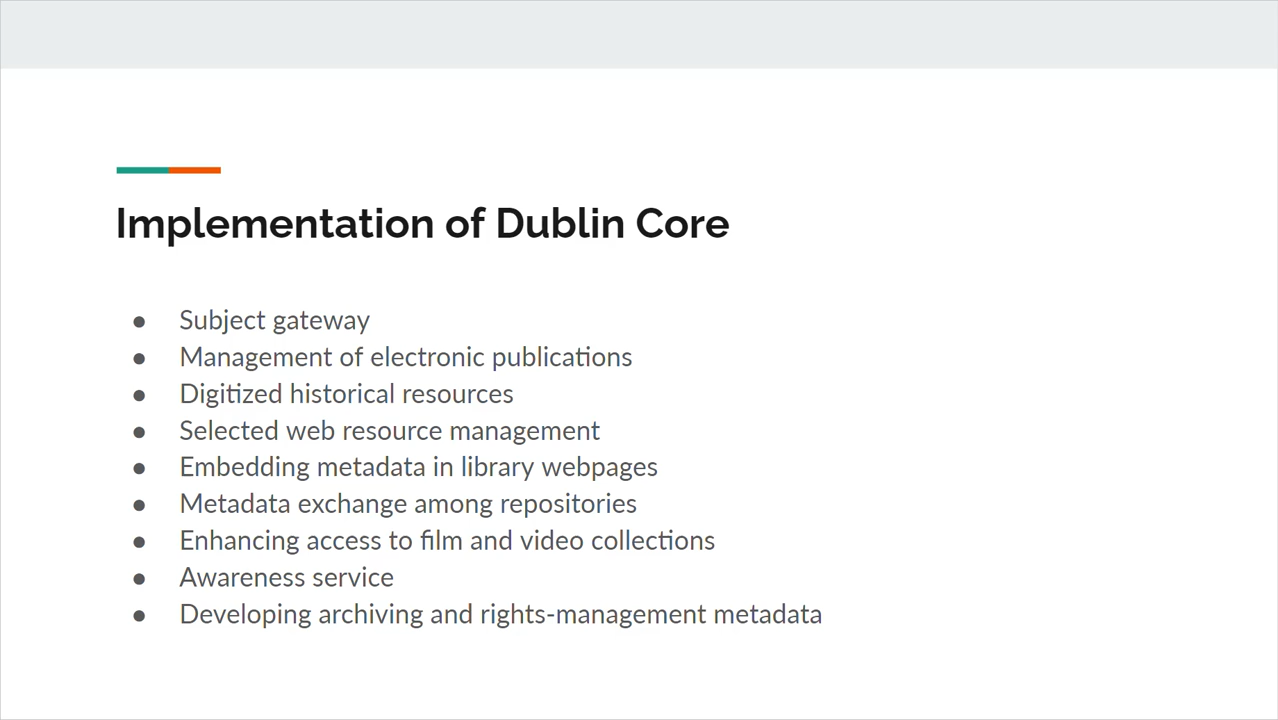 Implementation of Dublin Core
● Subject gateway
● Management of electronic publications
● Digitized historical resources
● Selected web resource management
● Embedding metadata in library webpages
● Metadata exchange among repositories
● Enhancing access to film and video collections
● Awareness service
● Developing archiving and rights-management metadata